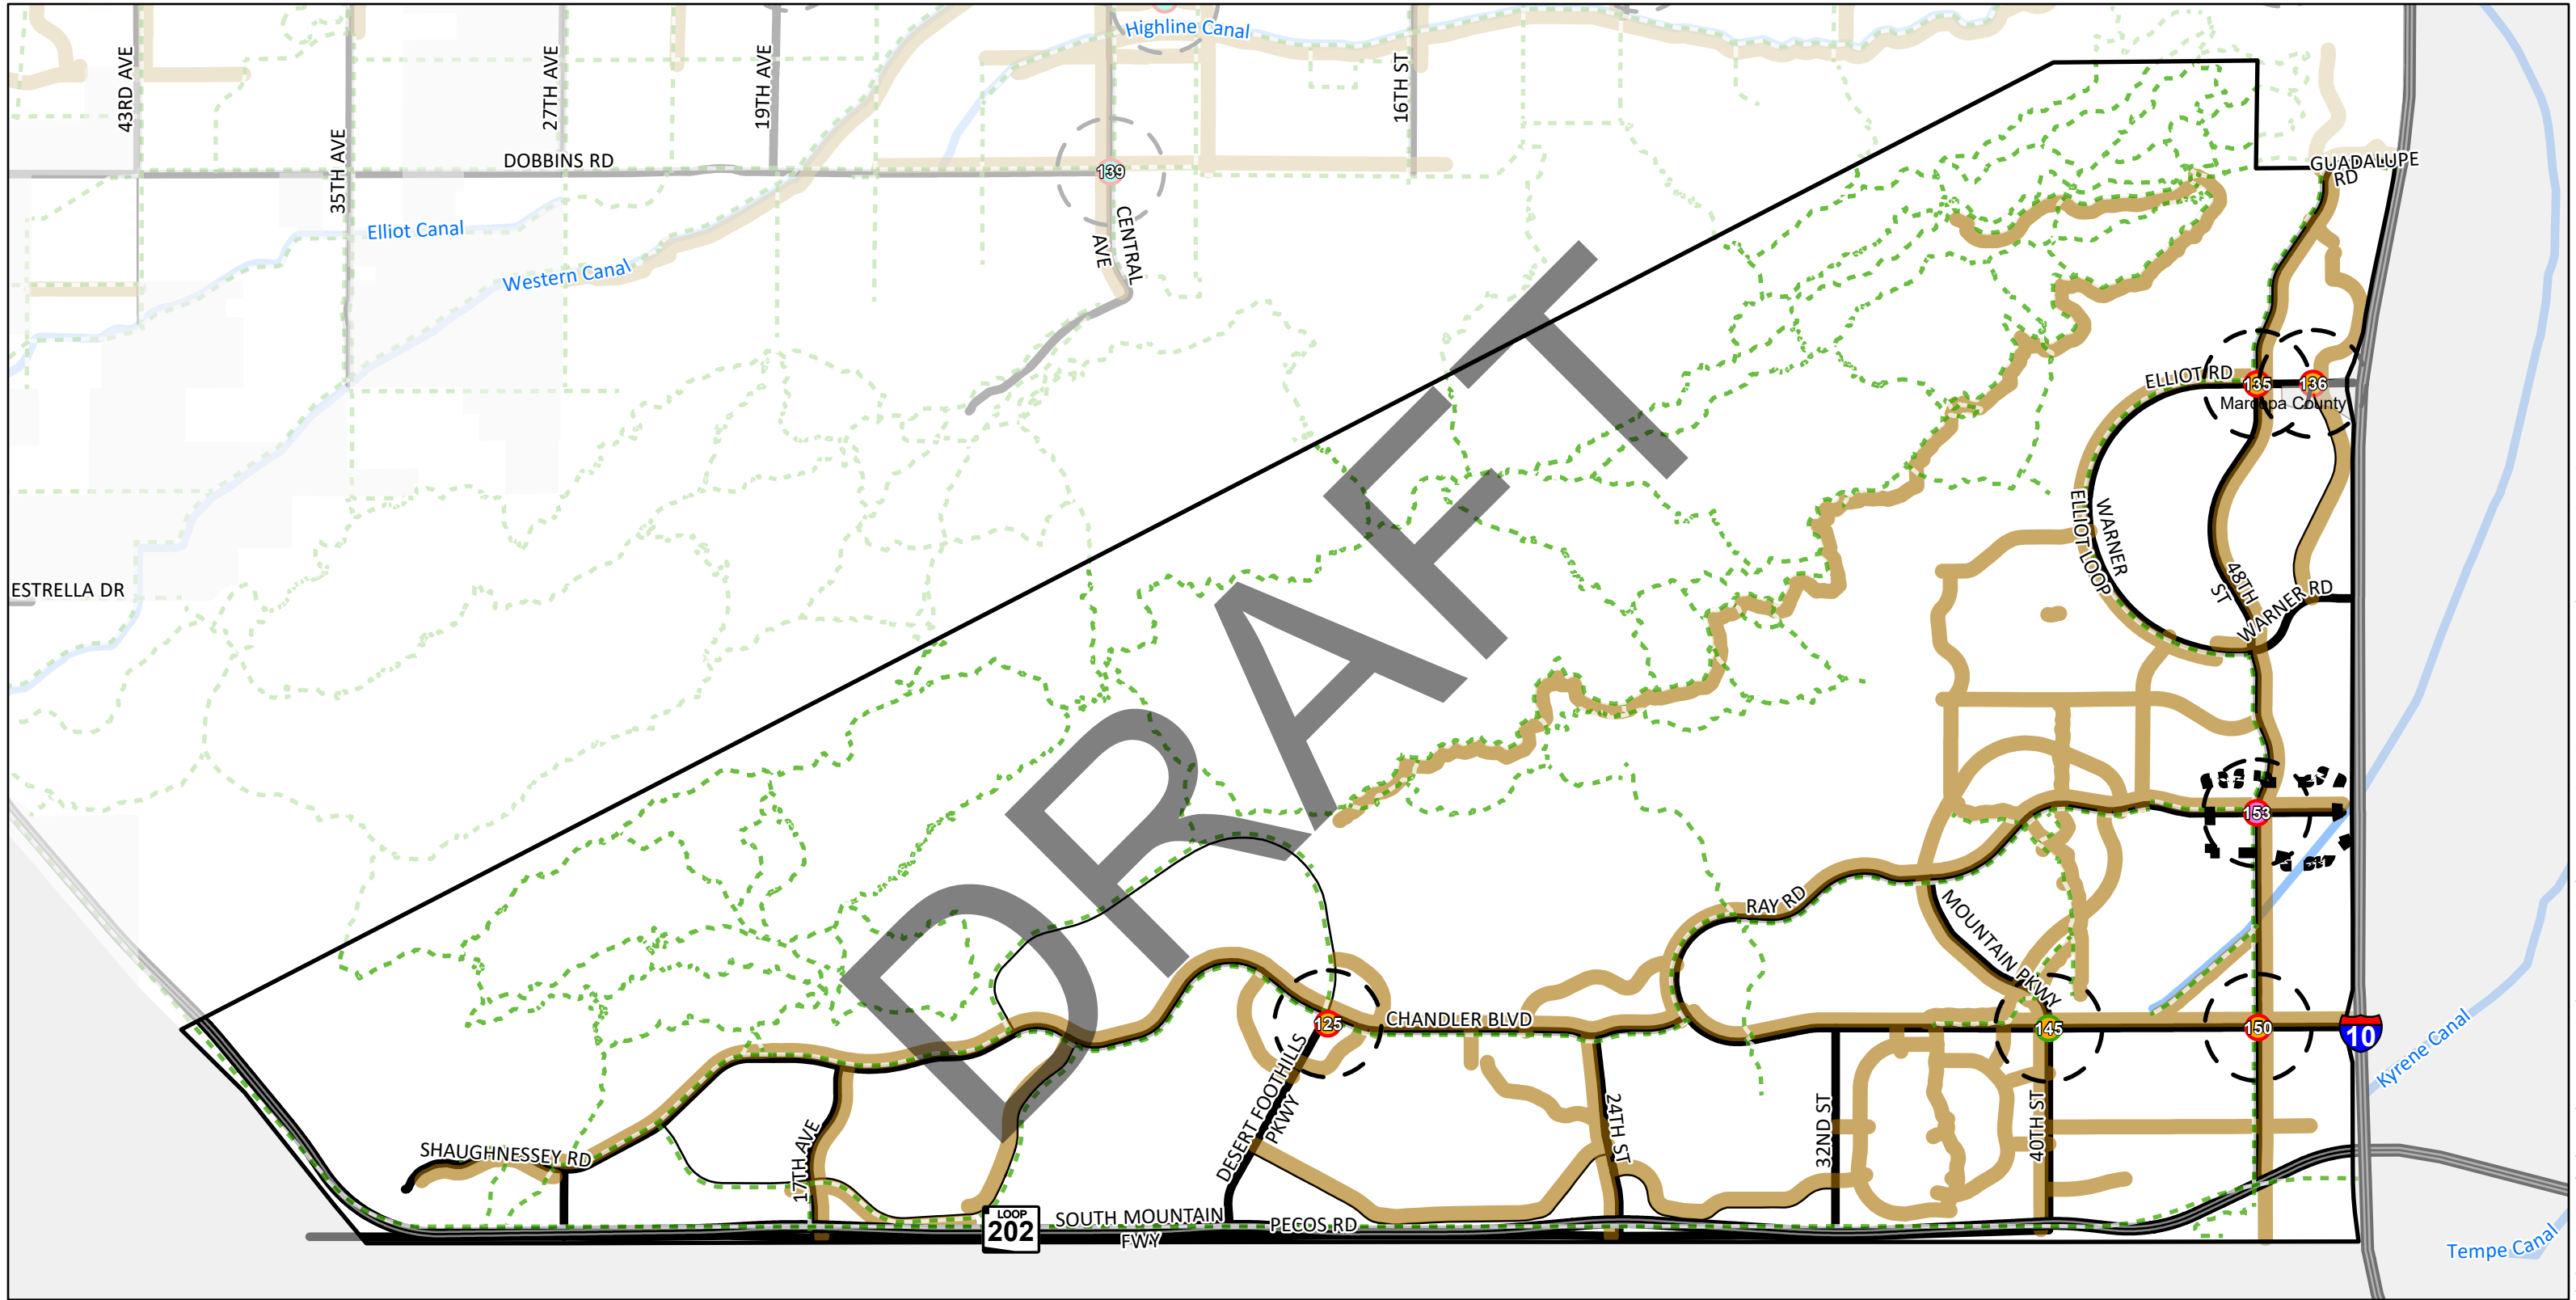 Highline Canal
43RD AVE
27TH AVE
19TH AVE
16TH ST
35TH AVE
DOBBINS RD
139
GUADALUPE
RD
CENTRAL
AVE
Elliot Canal
Western Canal
ELLIOT RD
135
136
Maricopa County
ESTRELLA DR
WARNER
ELLIOT LOOP
48TH
ST
WARNER RD
DRAFT
153
RAY RD
MOUNTAIN PKWY
125
CHANDLER BLVD
145
150
10
Kyrene Canal
DESERT FOOTHILLS
PKWY
24TH ST
32ND ST
40TH ST
17TH AVE
SHAUGHNESSEY RD
LOOP
202
SOUTH MOUNTAIN
FWY
PECOS RD
Tempe Canal